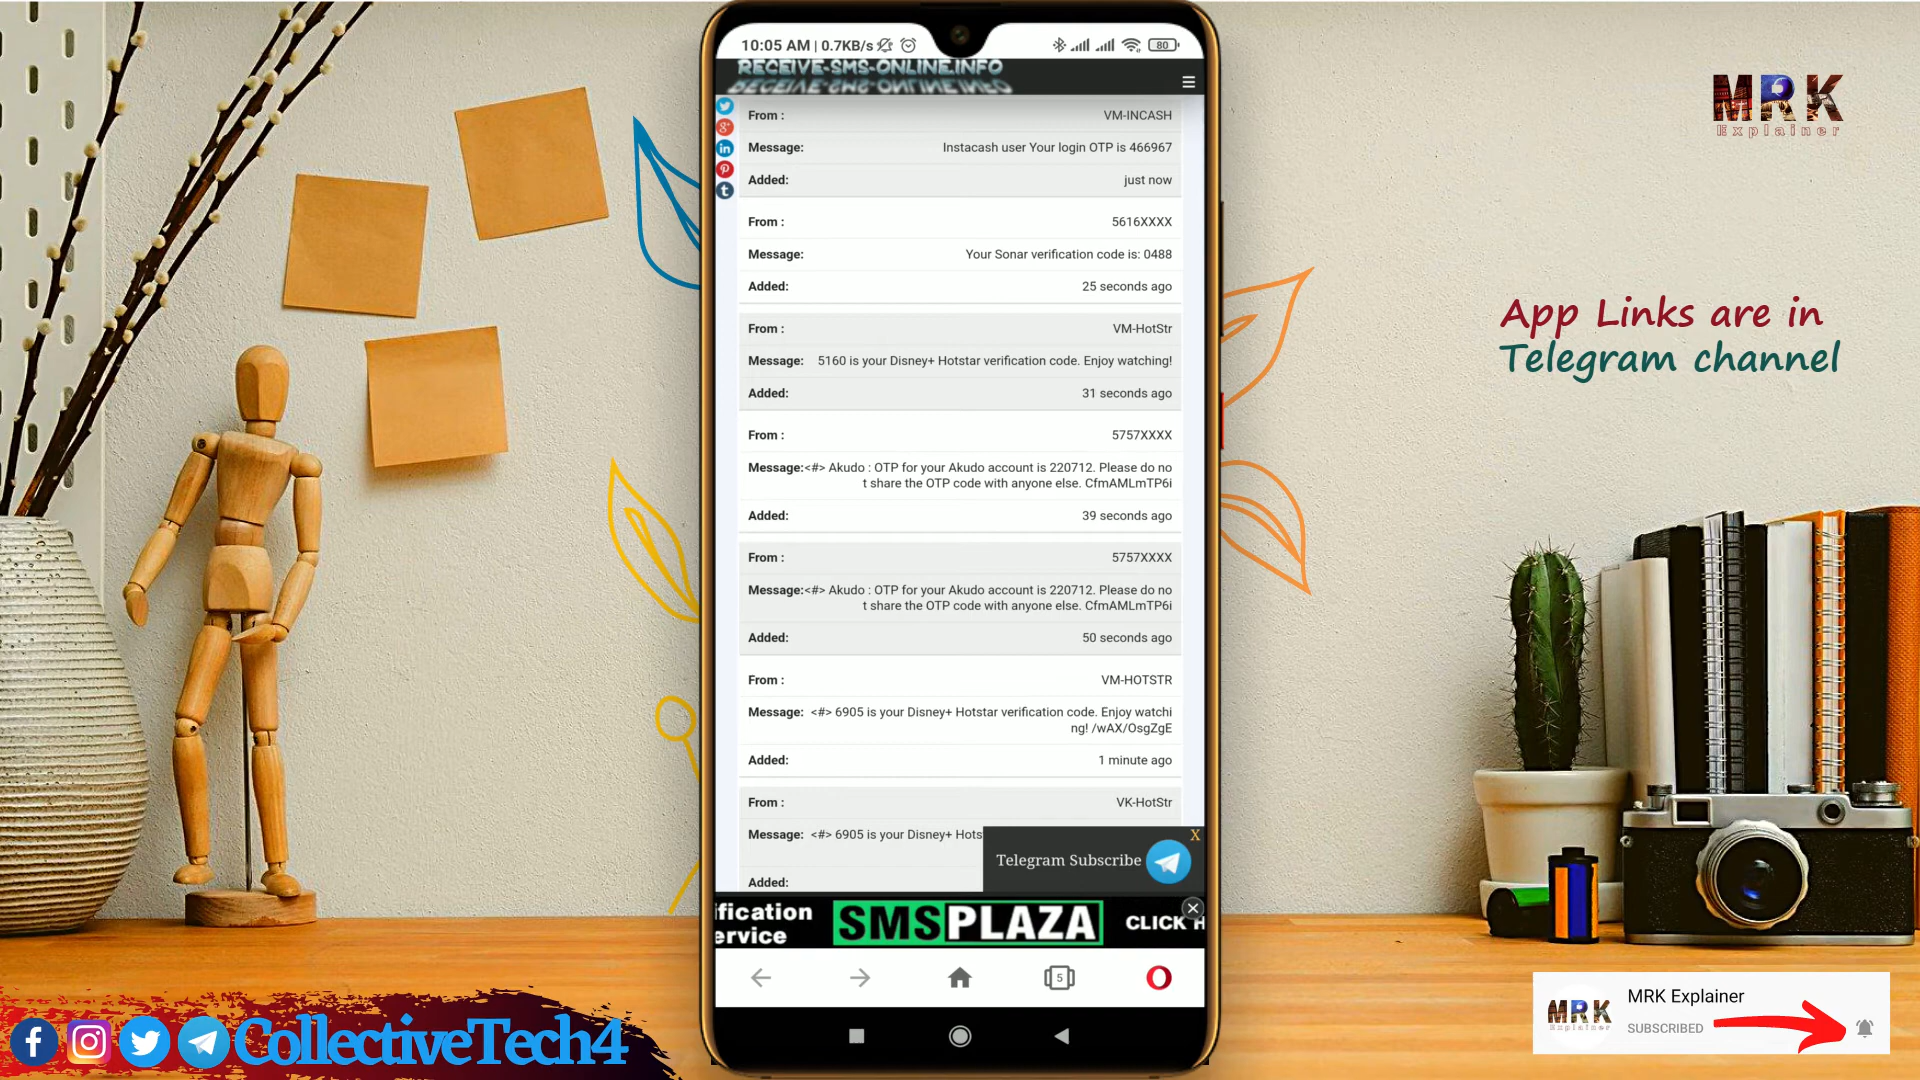 10:05 AM | 0.7KB/s
80
RECEIVE-SMS-ONLINE.INFO
From : VM-INCASH
Message: Instacash user Your login OTP is 466967
Added: just now
From : 5616XXXX
Message: Your Sonar verification code is: 0488
Added: 25 seconds ago
From : VM-HotStr
Message: 5160 is your Disney+ Hotstar verification code. Enjoy watching!
Added: 31 seconds ago
From : 5757XXXX
Message:<#> Akudo : OTP for your Akudo account is 220712. Please do no
t share the OTP code with anyone else. CfmAMLmTP6i
Added: 39 seconds ago
From : 5757XXXX
Message:<#> Akudo : OTP for your Akudo account is 220712. Please do no
t share the OTP code with anyone else. CfmAMLmTP6i
Added: 50 seconds ago
From : VM-HOTSTR
Message: <#> 6905 is your Disney+ Hotstar verification code. Enjoy watchi
ng! /wAX/OsgZgE
Added: 1 minute ago
From : VK-HotStr
Message: <#> 6905 is your Disney+ Hots
Added:
X
Telegram Subscribe
ification
ervice
SMSPLAZA
CLICK H
5
MRK
Explainer
App Links are in
Telegram channel
CollectiveTech4
MRK
Explainer
MRK Explainer
SUBSCRIBED